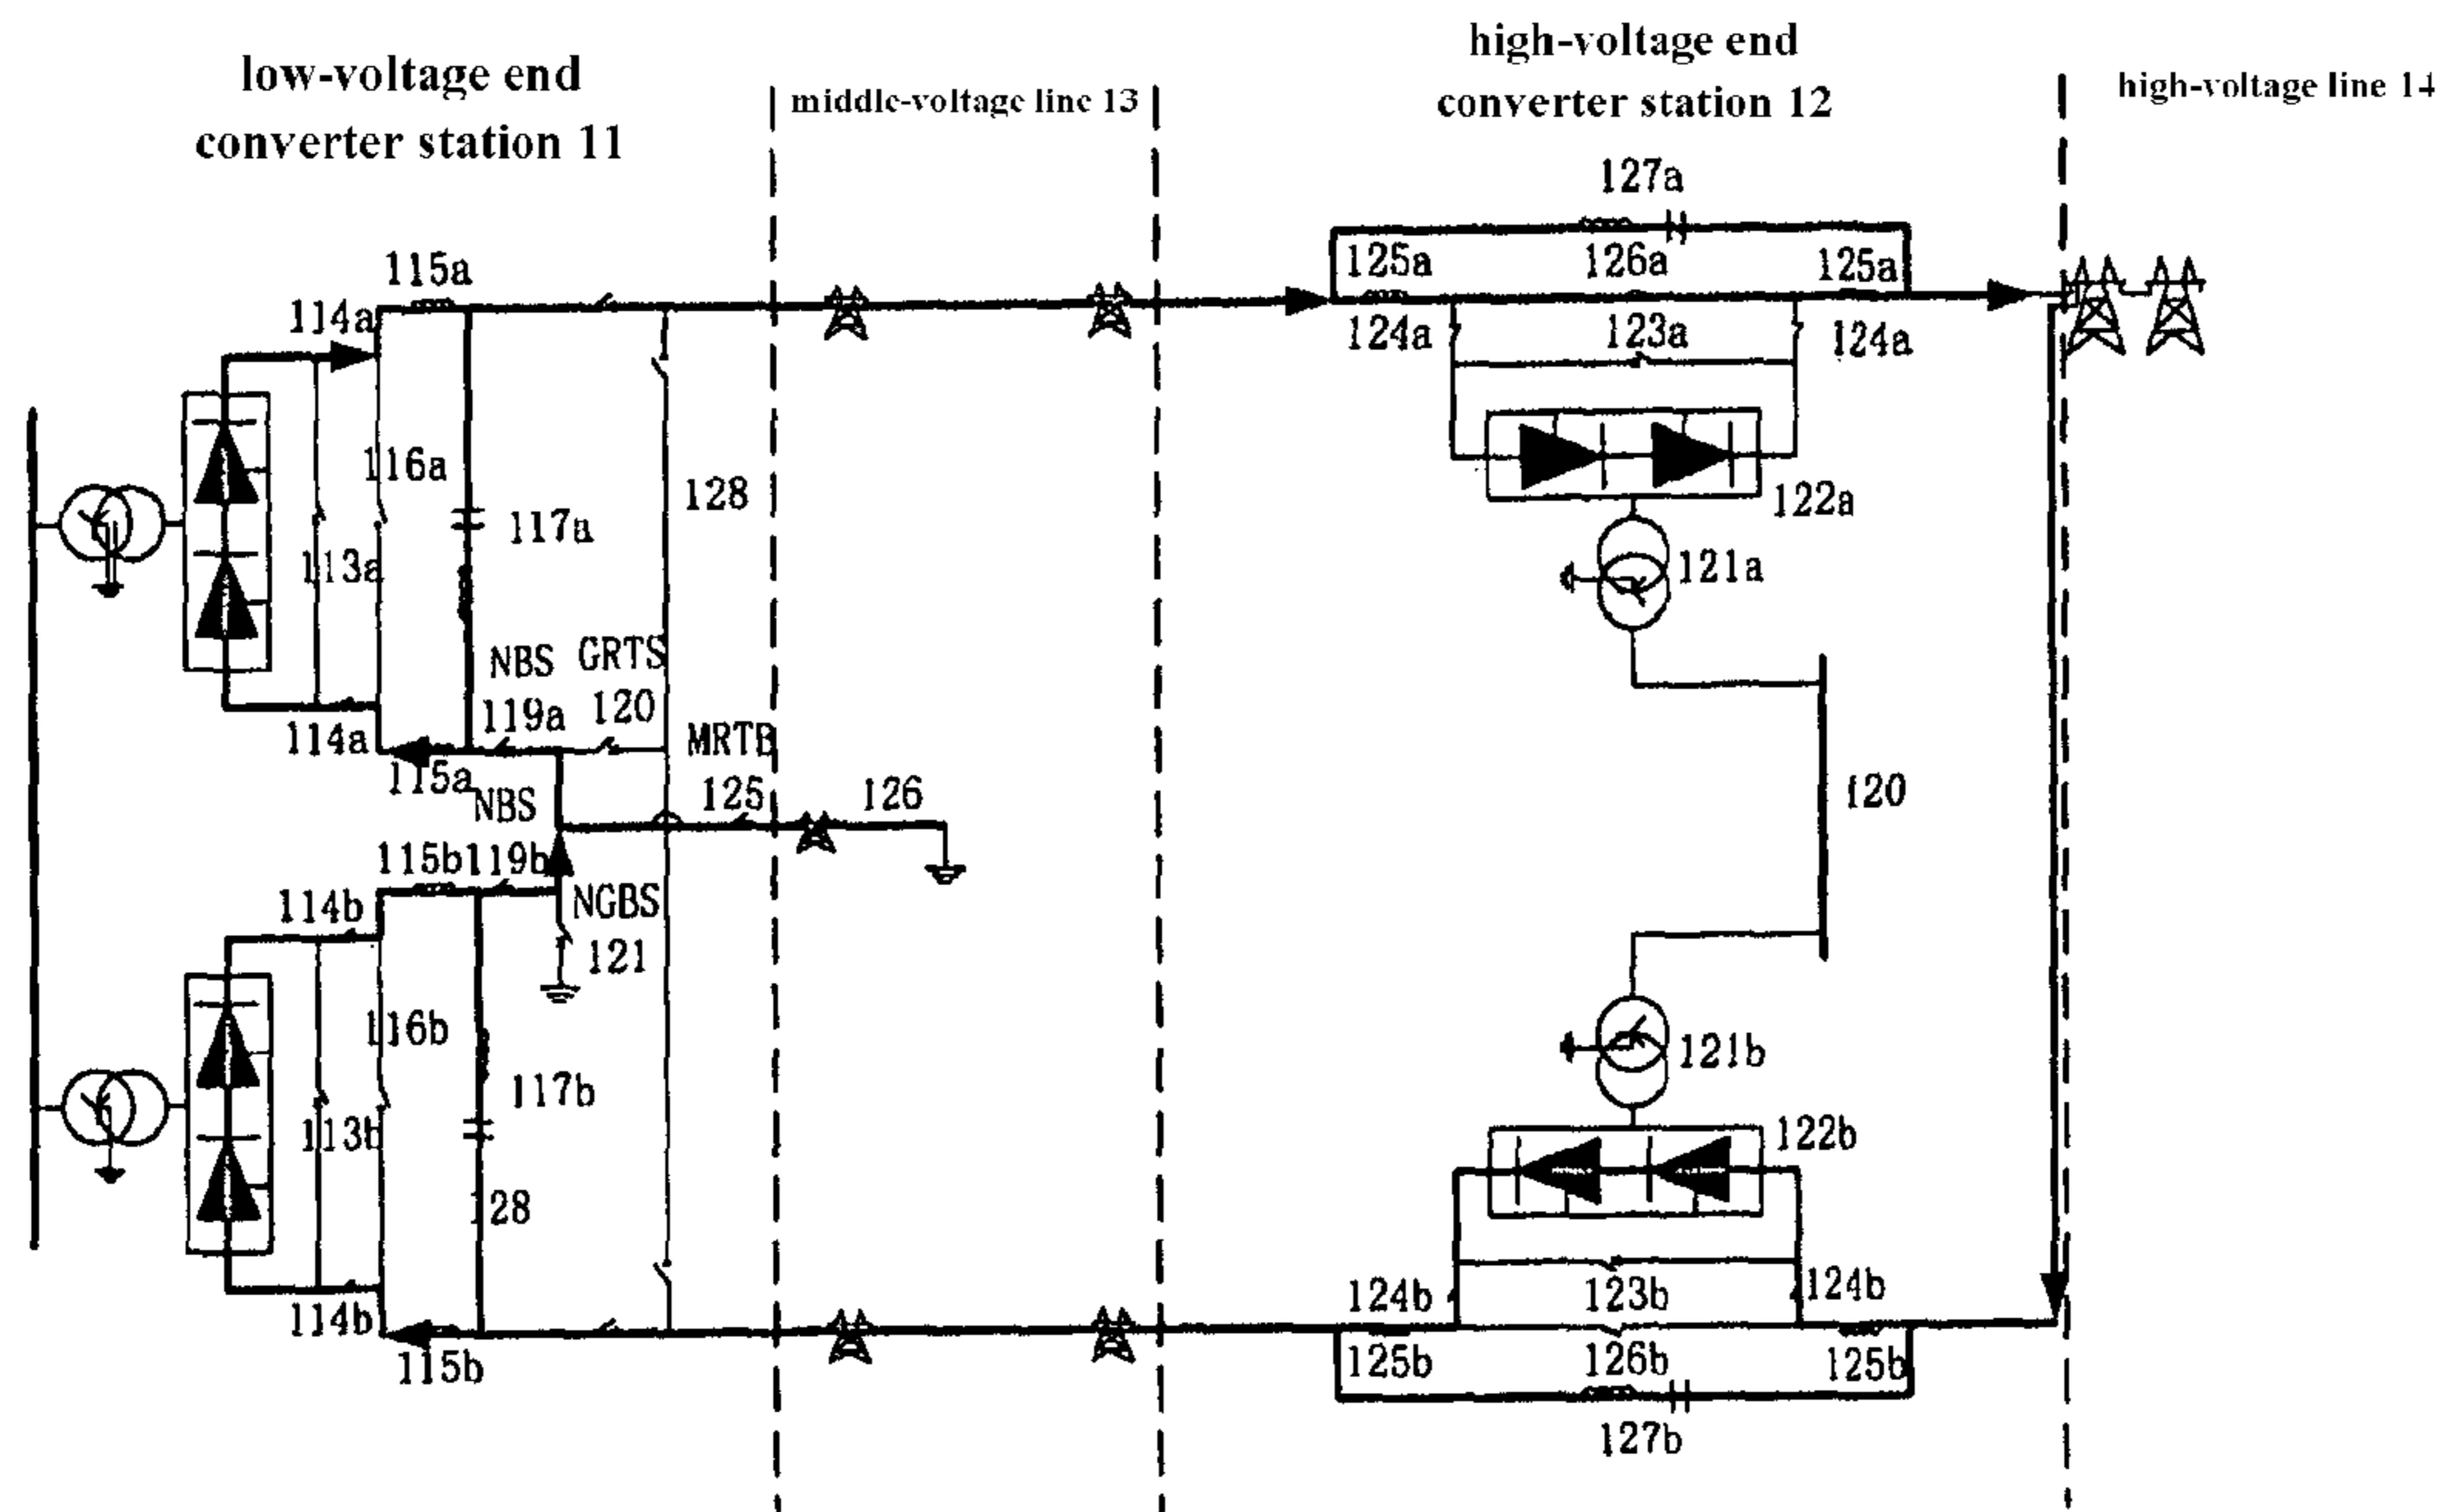 low-voltage end
converter station 11
middle-voltage line 13
high-voltage end
converter station 12
high-voltage line 14
127a
115a
125a
126a
125a
114a
124a
123a
124a
116a
128
117a
122a
113a
121a
NBS
GRTS
119a
120
114a
MRTB
115a
NBS
125
126
120
115b
119b
114b
NGBS
121
116b
121b
117b
113b
122b
128
124b
123b
124b
114b
115b
125b
126b
125b
127b